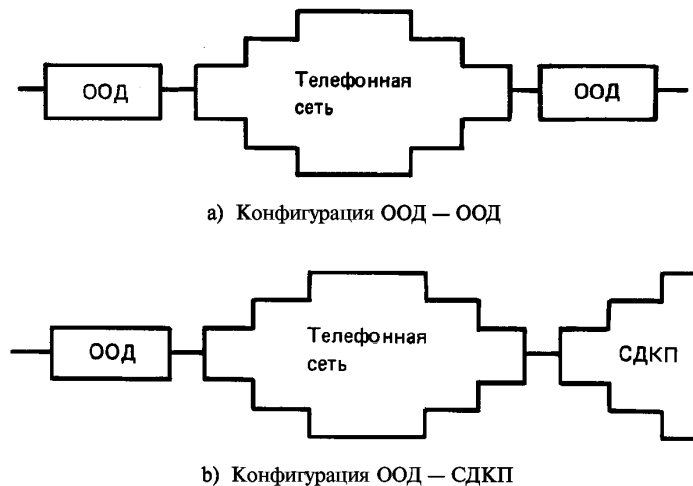 ООД
Телефонная
сеть
ООД
a) Конфигурация ООД — ООД
ООД
Телефонная
сеть
СДКП
b) Конфигурация ООД — СДКП